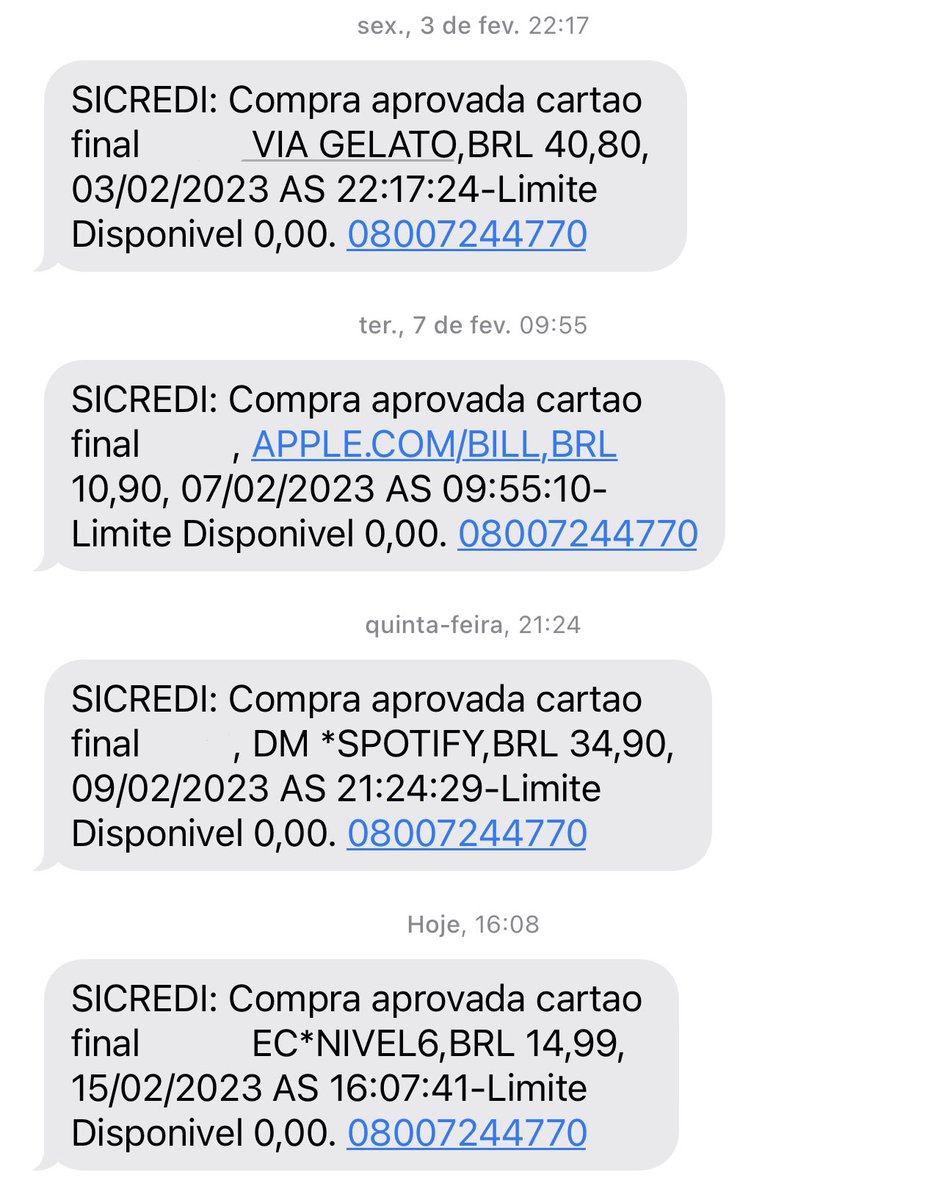 sex., 3 de fev. 22:17
SICREDI: Compra aprovada cartao
final VIA GELATO,BRL 40,80,
03/02/2023 AS 22:17:24-Limite
Disponivel 0,00. 08007244770
ter., 7 de fev. 09:55
SICREDI: Compra aprovada cartao
final , APPLE.COM/BILL,BRL
10,90, 07/02/2023 AS 09:55:10-
Limite Disponivel 0,00. 08007244770
quinta-feira, 21:24
SICREDI: Compra aprovada cartao
final , DM *SPOTIFY,BRL 34,90,
09/02/2023 AS 21:24:29-Limite
Disponivel 0,00. 08007244770
Hoje, 16:08
SICREDI: Compra aprovada cartao
final EC*NIVEL6,BRL 14,99,
15/02/2023 AS 16:07:41-Limite
Disponivel 0,00. 08007244770